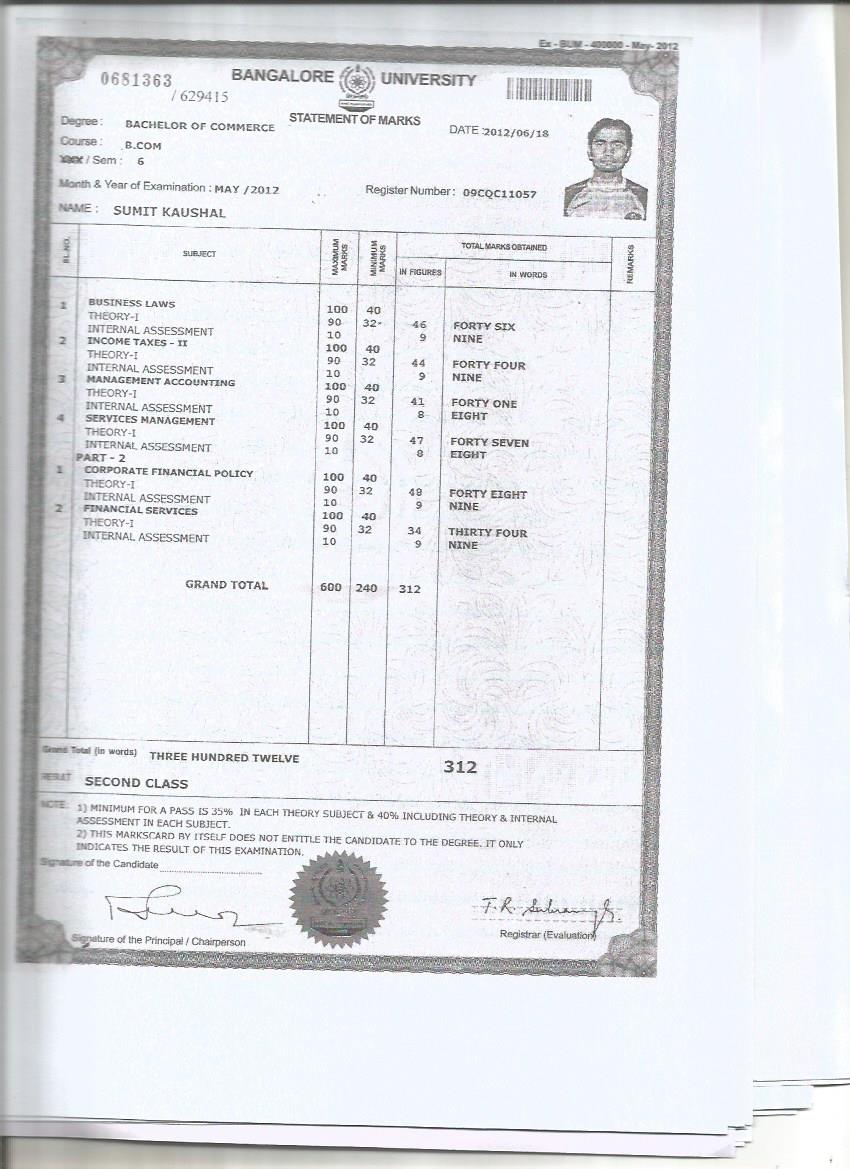 Ex - BUM - 400000 - May- 2012
0681363
/ 629415
BANGALORE UNIVERSITY
STATEMENT OF MARKS
Degree : BACHELOR OF COMMERCE
DATE :2012/06/18
Course : B.COM
/ Sem : 6
Month & Year of Examination : MAY /2012
Register Number : 09CQC11057
NAME : SUMIT KAUSHAL
SL.NO. SUBJECT MAXIMUM MARKS MINIMUM MARKS TOTAL MARKS OBTAINED REMARKS
IN FIGURES IN WORDS
1 BUSINESS LAWS 100 40
THEORY-I 90 32- 46 FORTY SIX
INTERNAL ASSESSMENT 10 9 NINE
2 INCOME TAXES - II 100 40
THEORY-I 90 32 44 FORTY FOUR
INTERNAL ASSESSMENT 10 9 NINE
3 MANAGEMENT ACCOUNTING 100 40
THEORY-I 90 32 41 FORTY ONE
INTERNAL ASSESSMENT 10 8 EIGHT
4 SERVICES MANAGEMENT 100 40
THEORY-I 90 32 47 FORTY SEVEN
INTERNAL ASSESSMENT 10 8 EIGHT
PART - 2
1 CORPORATE FINANCIAL POLICY 100 40
THEORY-I 90 32 48 FORTY EIGHT
INTERNAL ASSESSMENT 10 9 NINE
2 FINANCIAL SERVICES 100 40
THEORY-I 90 32 34 THIRTY FOUR
INTERNAL ASSESSMENT 10 9 NINE
GRAND TOTAL 600 240 312
Grand Total (in words) THREE HUNDRED TWELVE 312
RESULT SECOND CLASS
NOTE: 1) MINIMUM FOR A PASS IS 35% IN EACH THEORY SUBJECT & 40% INCLUDING THEORY & INTERNAL
ASSESSMENT IN EACH SUBJECT.
2) THIS MARKSCARD BY ITSELF DOES NOT ENTITLE THE CANDIDATE TO THE DEGREE. IT ONLY
INDICATES THE RESULT OF THIS EXAMINATION.
Signature of the Candidate
Signature of the Principal / Chairperson
Registrar (Evaluation)